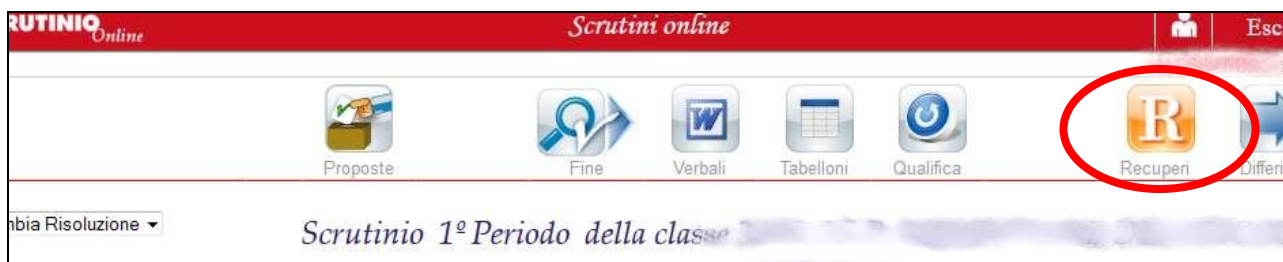 RUTINIO Online Scrutini online Esc
R
Proposte Fine Verbali Tabelloni Qualifica Recuperi Differi
nbia Risoluzione
Scrutinio 1º Periodo della classe